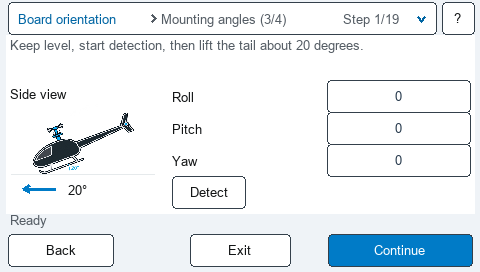 Board orientation > Mounting angles (3/4) Step 1/19 ?
Keep level, start detection, then lift the tail about 20 degrees.
Side view
Roll 0
Pitch 0
Yaw 0
20°
20°
Detect
Ready
Back Exit Continue